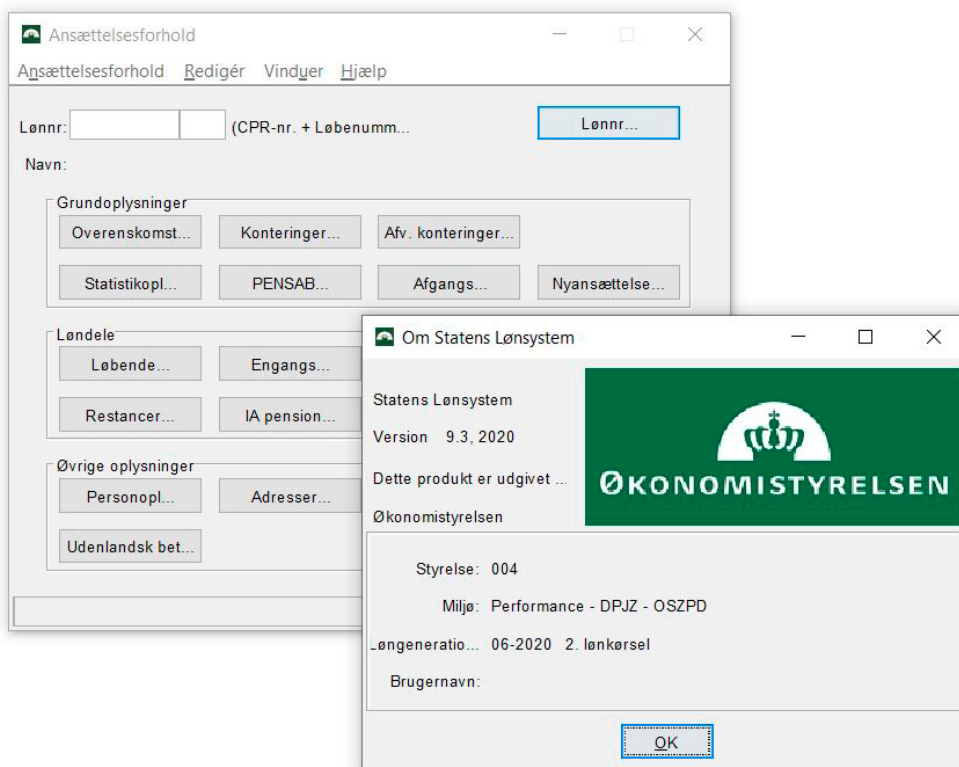 Ansættelsesforhold
Ansættelsesforhold Redigér Vinduer Hjælp
Lønnr: (CPR-nr. + Løbenumm... Lønnr...
Navn:
Grundoplysninger
Overenskomst... Konteringer... Afv. konteringer...
Statistikopl... PENSAB... Afgangs... Nyansættelse...
Løndele
Løbende... Engangs...
Restancer... IA pension...
Øvrige oplysninger
Personopl... Adresser...
Udenlandsk bet...
Om Statens Lønsystem
Statens Lønsystem
Version 9.3, 2020
Dette produkt er udgivet ...
Økonomistyrelsen
ØKONOMISTYRELSEN
Styrelse: 004
Miljø: Performance - DPJZ - OSZPD
Løngeneratio... 06-2020 2. lønkørsel
Brugernavn:
OK